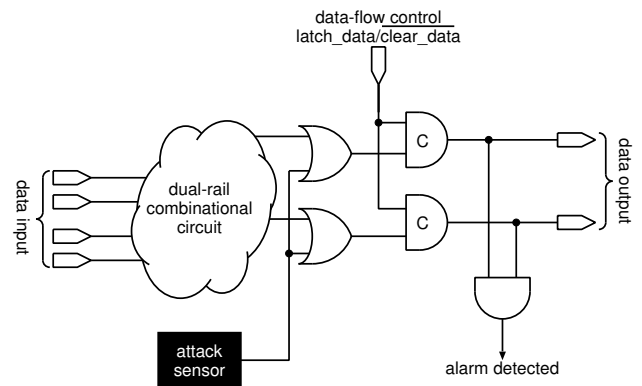 data-flow control
latch_data/clear_data
data input
dual-rail
combinational
circuit
C
C
data output
attack
sensor
alarm detected